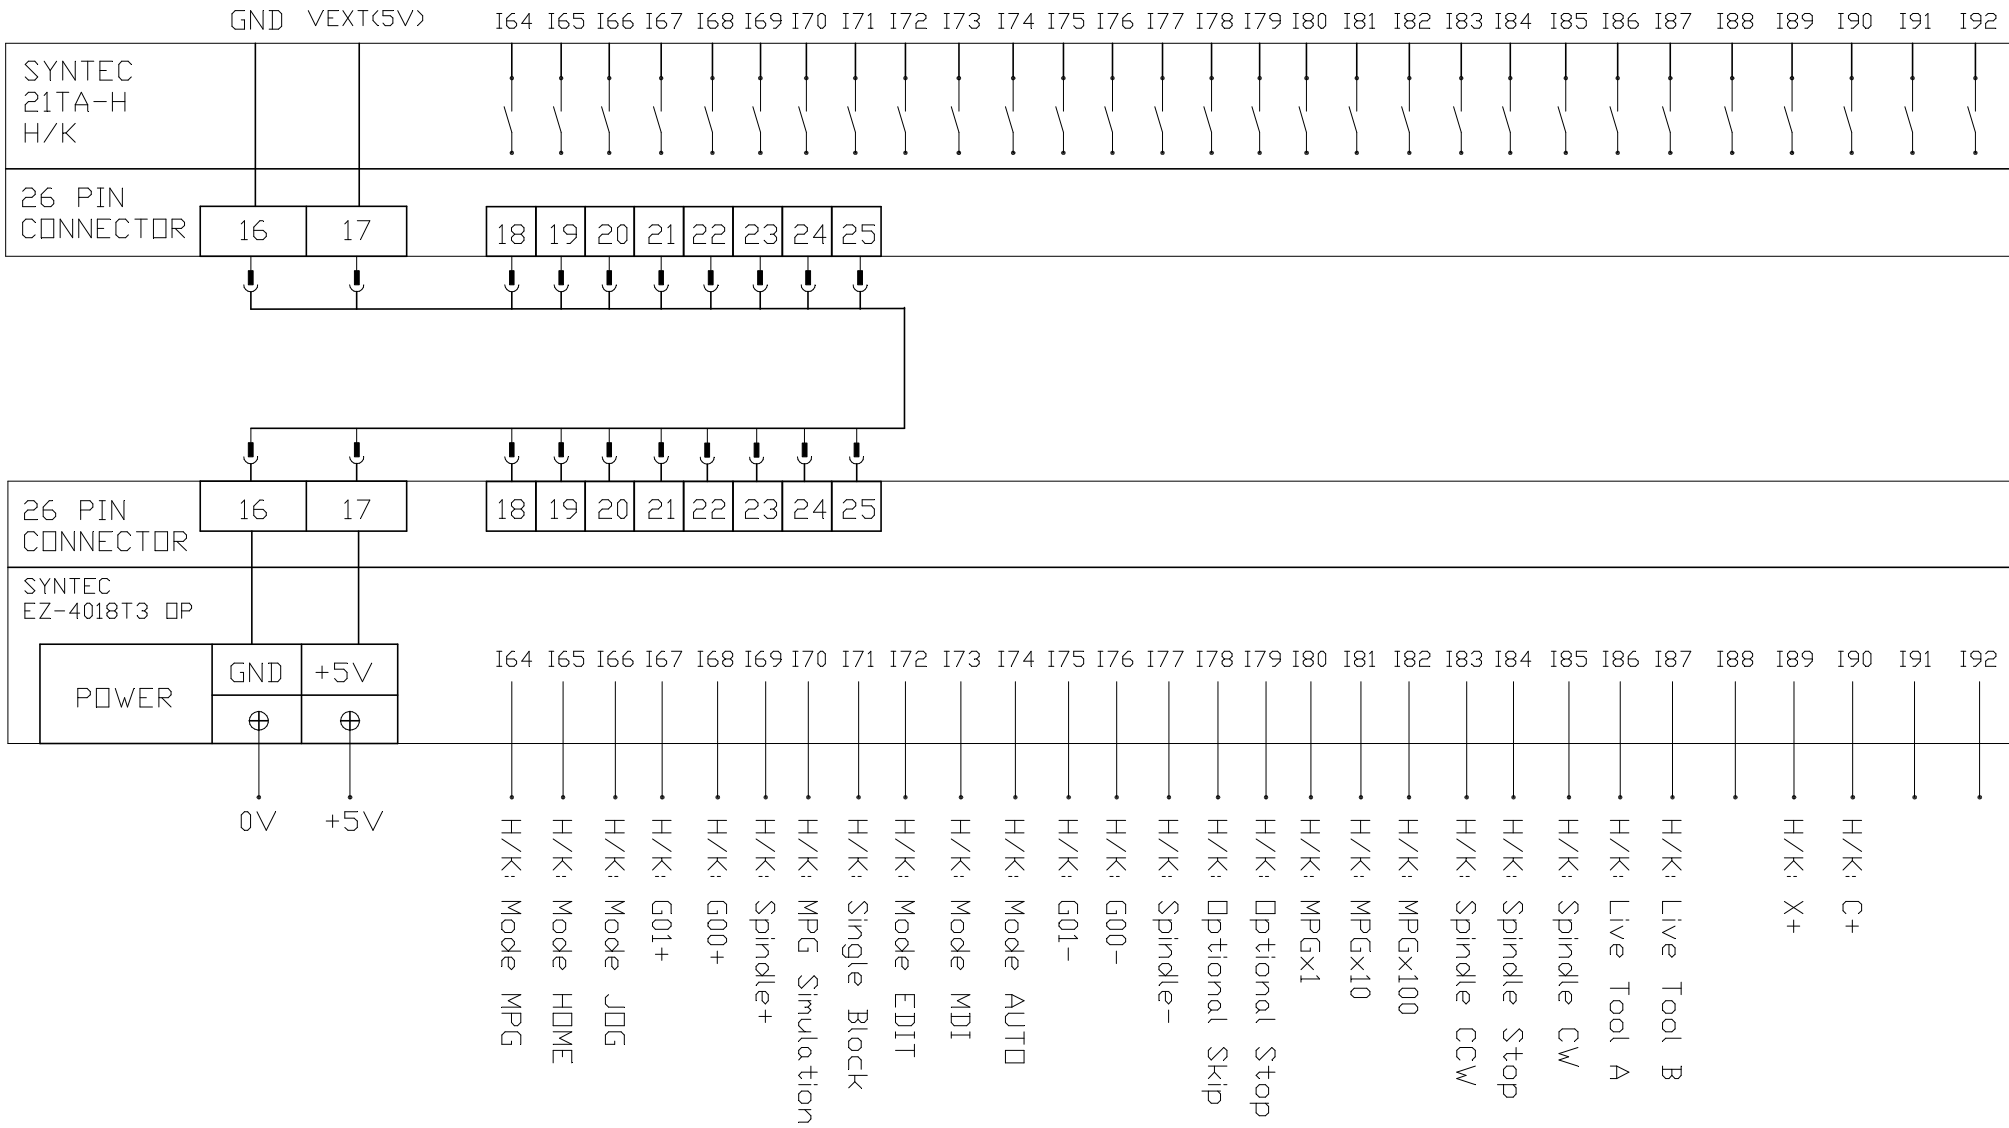 GND VEXT(5V) I64 I65 I66 I67 I68 I69 I70 I71 I72 I73 I74 I75 I76 I77 I78 I79 I80 I81 I82 I83 I84 I85 I86 I87 I88 I89 I90 I91 I92
SYNTEC
21TA-H
H/K
26 PIN
CONNECTOR
16 17 18 19 20 21 22 23 24 25
26 PIN
CONNECTOR
16 17 18 19 20 21 22 23 24 25
SYNTEC
EZ-4018T3 OP
I64 I65 I66 I67 I68 I69 I70 I71 I72 I73 I74 I75 I76 I77 I78 I79 I80 I81 I82 I83 I84 I85 I86 I87 I88 I89 I90 I91 I92
POWER GND +5V
0V +5V
H/K: Mode MPG
H/K: Mode HOME
H/K: Mode JOG
H/K: G01+
H/K: G00+
H/K: Spindle+
H/K: MPG Simulation
H/K: Single Block
H/K: Mode EDIT
H/K: Mode MDI
H/K: Mode AUTO
H/K: G01-
H/K: G00-
H/K: Spindle-
H/K: Optional Skip
H/K: Optional Stop
H/K: MPGx1
H/K: MPGx10
H/K: MPGx100
H/K: Spindle CCW
H/K: Spindle Stop
H/K: Spindle CW
H/K: Live Tool A
H/K: Live Tool B
H/K: X+
H/K: C+